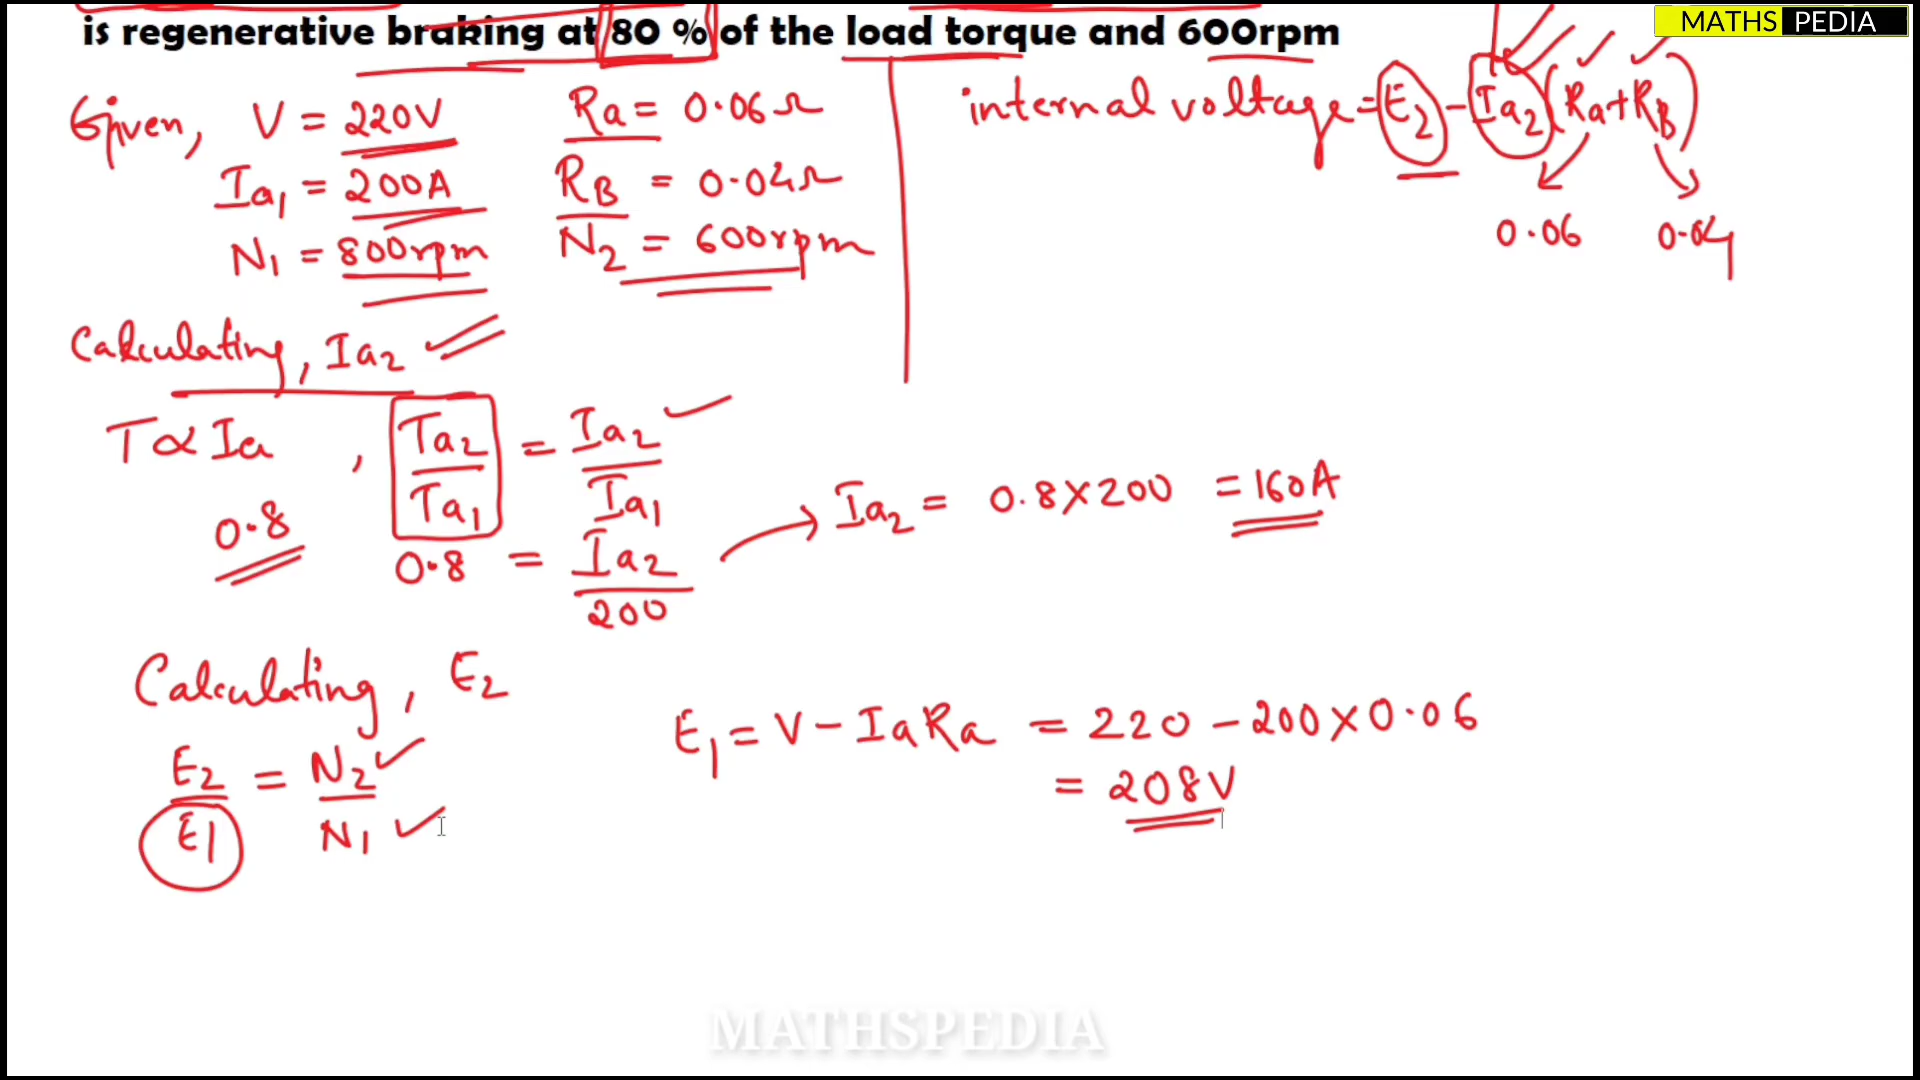 is regenerative braking at 80 % of the load torque and 600rpm
MATHS PEDIA
Given, V = 220V Ra = 0.06Ω
Ia1 = 200A RB = 0.04Ω
N1 = 800rpm N2 = 600rpm
internal voltage = E2 - Ia2 (Ra+RB)
0.06 0.04
Calculating, Ia2
T ∝ Ia , Ta2/Ta1 = Ia2/Ia1
0.8
0.8 = Ia2/200
Ia2 = 0.8×200 = 160A
Calculating, E2
E2/E1 = N2/N1
E1 = V - IaRa = 220 - 200×0.06
= 208V
MATHSPEDIA